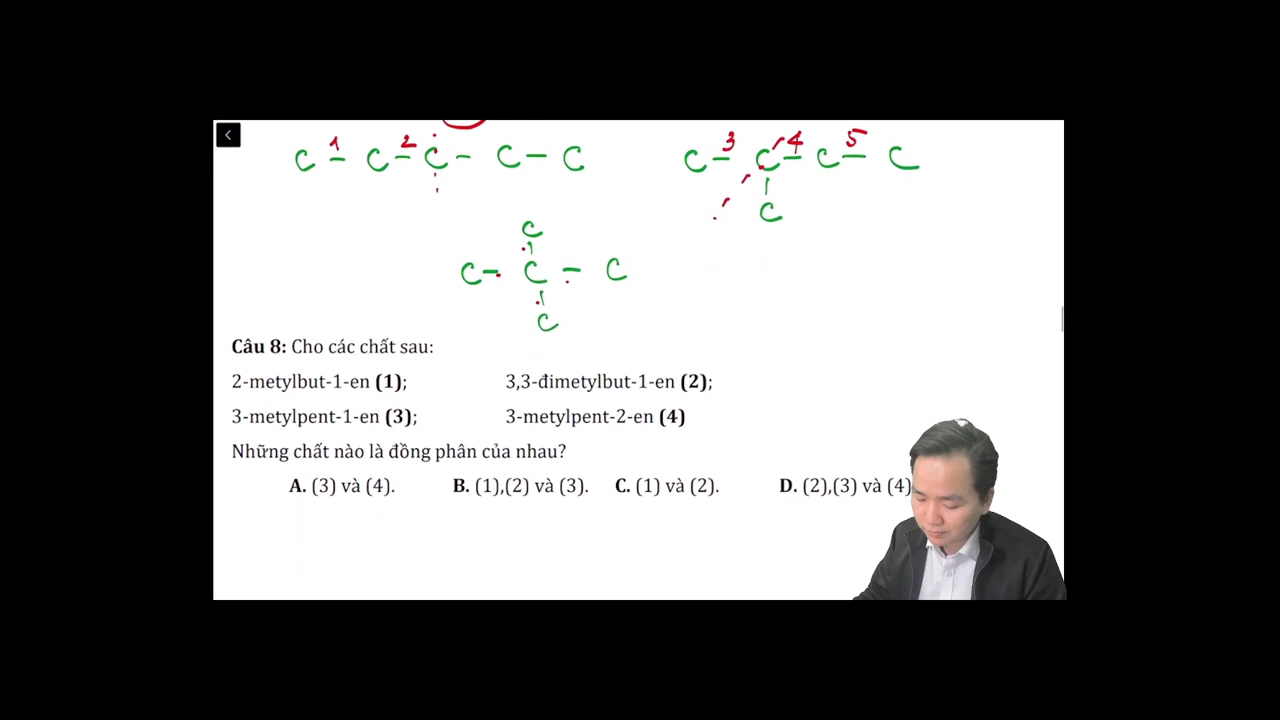 1 2 3 4 5
C - C - C - C - C C - C - C - C
C
C
C - C - C
C
Câu 8: Cho các chất sau:
2-metylbut-1-en (1); 3,3-đimetylbut-1-en (2);
3-metylpent-1-en (3); 3-metylpent-2-en (4)
Những chất nào là đồng phân của nhau?
A. (3) và (4). B. (1),(2) và (3). C. (1) và (2). D. (2),(3) và (4)